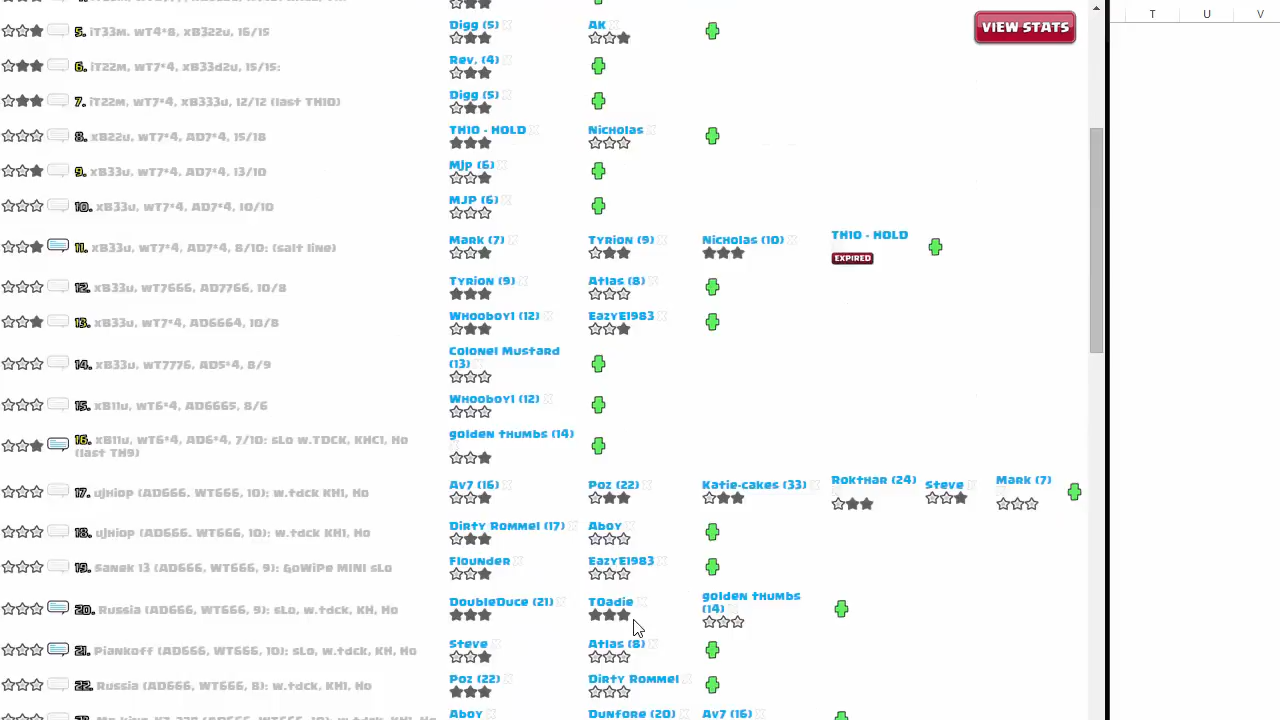 VIEW STATS
T U V
5. iT33m, WT4*8, xB322u, 16/15 Digg (5) AK
6. iT22m, WT7*4, xB33d2u, 15/15: Rev, (4)
7. iT22m, WT7*4, xB333u, 12/12 (last TH10) Digg (5)
8. xB22u, WT7*4, AD7*4, 15/18 TH10 - HOLD Nicholas
9. xB33u, WT7*4, AD7*4, 13/10 Mjp (6)
10. xB33u, WT7*4, AD7*4, 10/10 MJP (6)
11. xB33u, WT7*4, AD7*4, 8/10: (salt line) Mark (7) Tyrion (9) Nicholas (10) TH10 - HOLD
EXPIRED
12. xB33u, WT7666, AD7766, 10/8 Tyrion (9) Atlas (8)
13. xB33u, WT7*4, AD6664, 10/8 Whooboy1 (12) EazyE1983
14. xB33u, WT7776, AD5*4, 8/9 Colonel Mustard
(13)
15. xB11u, WT6*4, AD6665, 8/6 Whooboy1 (12)
16. xB11u, WT6*4, AD6*4, 7/10: sLo w.TDCK, KHC1, Ho
(last TH9)
golden thumbs (14)
17. ujHiop (AD666. WT666, 10): w.tdck KH1, Ho Av7 (16) Poz (22) Katie-cakes (33) Rokthar (24) Steve Mark (7)
18. ujHiop (AD666. WT666, 10): w.tdck KH1, Ho Dirty Rommel (17) Aboy
19. Sanek 13 (AD666, WT666, 9): GoWiPe MINI sLo Flounder EazyE1983
20. Russia (AD666, WT666, 9): sLo, w.tdck, KH, Ho DoubleDuce (21) T0adie golden thumbs
(14)
21. Piankoff (AD666, WT666, 10): sLo, w.tdck, KH, Ho Steve Atlas (8)
22. Russia (AD666, WT666, 8): w.tdck, KH1, Ho Poz (22) Dirty Rommel
Aboy Dunfore (20) Av7 (16)